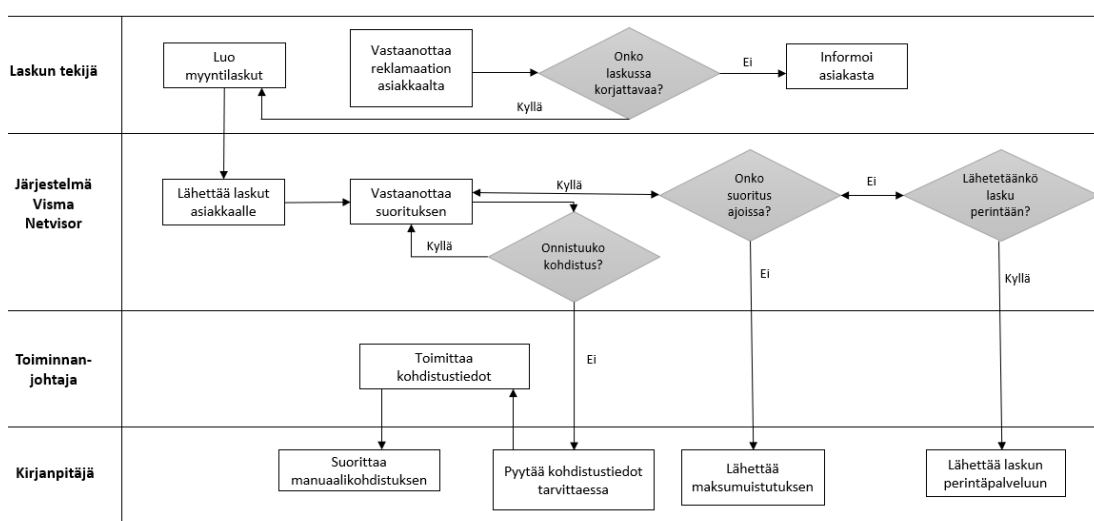 Laskun tekijä
Luo
myyntilaskut
Vastaanottaa
reklamaation
asiakkaalta
Onko
laskussa
korjattavaa?
Ei
Informoi
asiakasta
Kyllä
Järjestelmä
Visma
Netvisor
Lähettää laskut
asiakkaalle
Vastaanottaa
suorituksen
Kyllä
Onko
suoritus
ajoissa?
Ei
Lähetetäänkö
lasku
perintään?
Kyllä
Onnistuuko
kohdistus?
Ei
Kyllä
Toiminnan-
johtaja
Toimittaa
kohdistustiedot
Ei
Kirjanpitäjä
Suorittaa
manuaalikohdistuksen
Pyytää kohdistustiedot
tarvittaessa
Lähettää
maksumuistutuksen
Lähettää laskun
perintäpalveluun